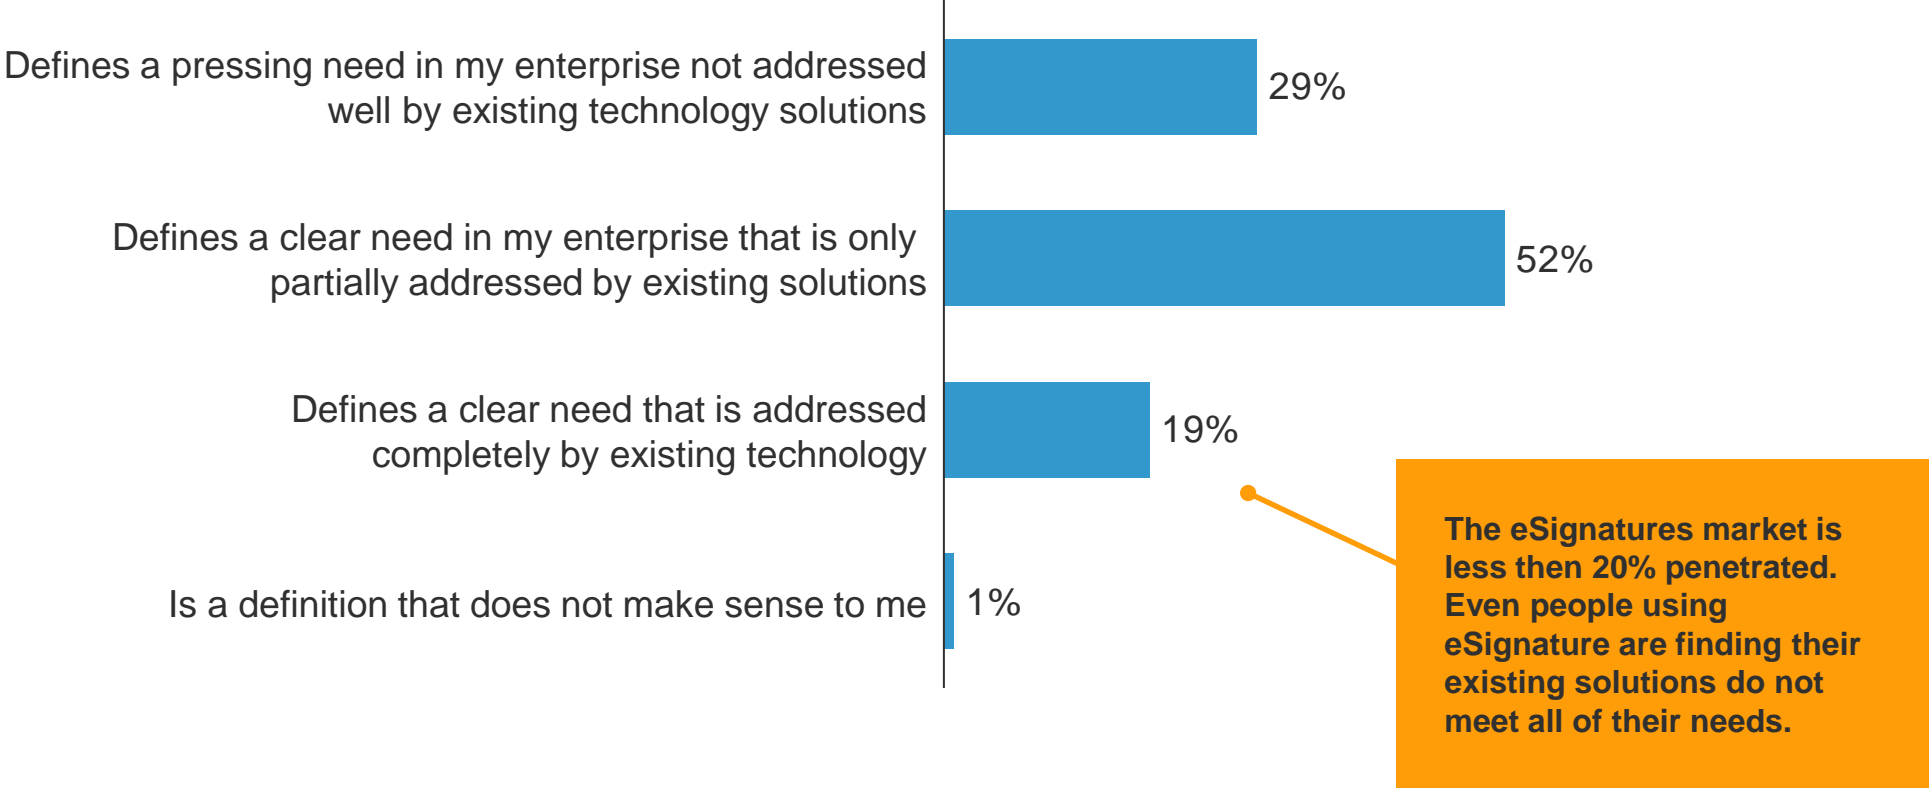 Defines a pressing need in my enterprise not addressed
well by existing technology solutions
29%
Defines a clear need in my enterprise that is only
partially addressed by existing solutions
52%
Defines a clear need that is addressed
completely by existing technology
19%
Is a definition that does not make sense to me
1%
The eSignatures market is
less then 20% penetrated.
Even people using
eSignature are finding their
existing solutions do not
meet all of their needs.